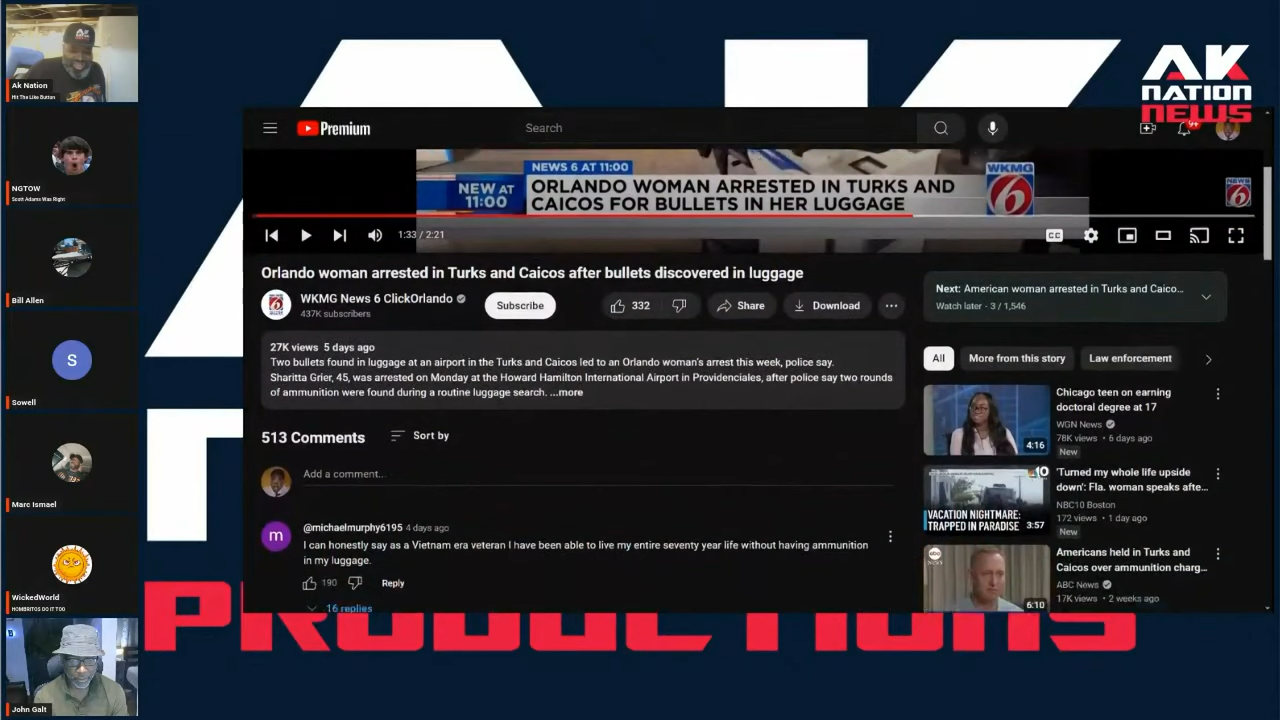 Ak Nation
Hit The Like Button
NGTOW
Scott Adams Was Right
Bill Allen
S
Sowell
Marc Ismael
WickedWorld
HOMBRITOS DO IT TOO
John Galt
AK
NATION
NEWS
Premium
Search
9+
NEWS 6 AT 11:00
NEW AT
11:00
ORLANDO WOMAN ARRESTED IN TURKS AND
CAICOS FOR BULLETS IN HER LUGGAGE
WKMG
6
NEWS
6
1:33 / 2:21
CC
Orlando woman arrested in Turks and Caicos after bullets discovered in luggage
WKMG News 6 ClickOrlando
437K subscribers
Subscribe
332
Share
Download
27K views 5 days ago
Two bullets found in luggage at an airport in the Turks and Caicos led to an Orlando woman's arrest this week, police say.
Sharitta Grier, 45, was arrested on Monday at the Howard Hamilton International Airport in Providenciales, after police say two rounds
of ammunition were found during a routine luggage search. ...more
513 Comments
Sort by
Add a comment...
m
@michaelmurphy6195 4 days ago
I can honestly say as a Vietnam era veteran I have been able to live my entire seventy year life without having ammunition
in my luggage.
190
Reply
16 replies
Next: American woman arrested in Turks and Caico...
Watch later - 3 / 1,546
All
More from this story
Law enforcement
Chicago teen on earning
doctoral degree at 17
WGN News
78K views • 6 days ago
New
4:16
'Turned my whole life upside
down': Fla. woman speaks afte...
NBC10 Boston
172 views • 1 day ago
New
10
VACATION NIGHTMARE:
TRAPPED IN PARADISE
3:57
Americans held in Turks and
Caicos over ammunition charg...
ABC News
17K views • 2 weeks ago
abc
NEWS
6:10
PRODUCTIONS